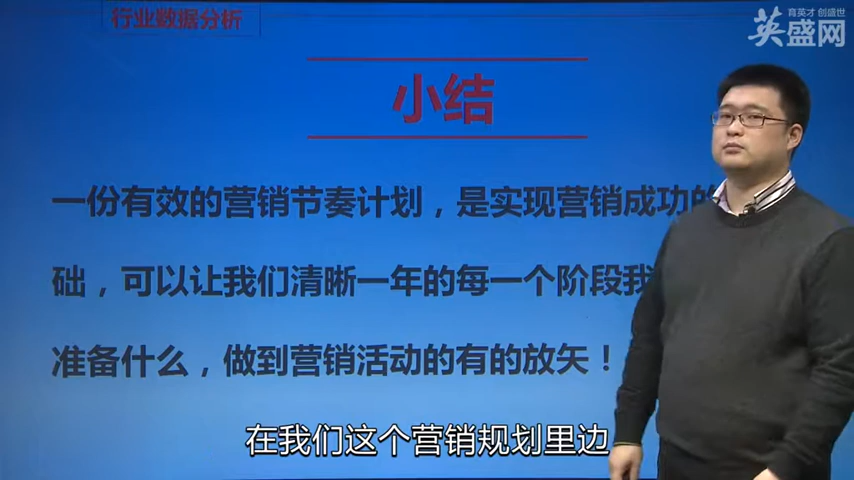 行业数据分析
育英才 创盛世
英盛网
小结
一份有效的营销节奏计划，是实现营销成功的
础，可以让我们清晰一年的每一个阶段我
准备什么，做到营销活动的有的放矢！
在我们这个营销规划里边